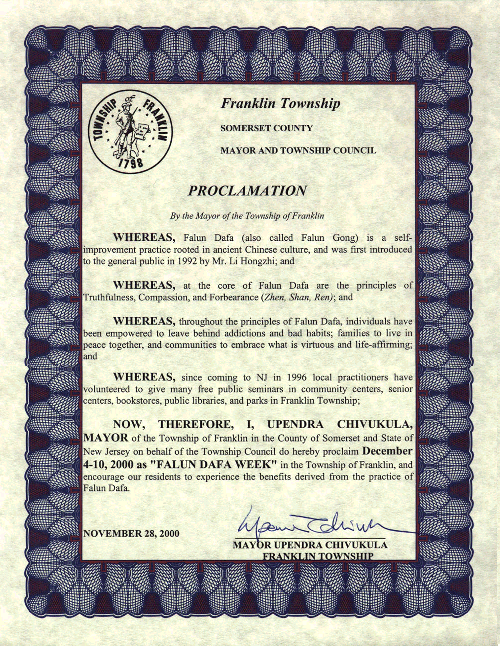 TOWNSHIP FRANKLIN
1798
Franklin Township
SOMERSET COUNTY
MAYOR AND TOWNSHIP COUNCIL
PROCLAMATION
By the Mayor of the Township of Franklin
WHEREAS, Falun Dafa (also called Falun Gong) is a self-
improvement practice rooted in ancient Chinese culture, and was first introduced
to the general public in 1992 by Mr. Li Hongzhi; and
WHEREAS, at the core of Falun Dafa are the principles of
Truthfulness, Compassion, and Forbearance (Zhen, Shan, Ren); and
WHEREAS, throughout the principles of Falun Dafa, individuals have
been empowered to leave behind addictions and bad habits; families to live in
peace together, and communities to embrace what is virtuous and life-affirming;
and
WHEREAS, since coming to NJ in 1996 local practitioners have
volunteered to give many free public seminars in community centers, senior
centers, bookstores, public libraries, and parks in Franklin Township;
NOW, THEREFORE, I, UPENDRA CHIVUKULA,
MAYOR of the Township of Franklin in the County of Somerset and State of
New Jersey on behalf of the Township Council do hereby proclaim December
4-10, 2000 as "FALUN DAFA WEEK" in the Township of Franklin, and
encourage our residents to experience the benefits derived from the practice of
Falun Dafa.
NOVEMBER 28, 2000
MAYOR UPENDRA CHIVUKULA
FRANKLIN TOWNSHIP